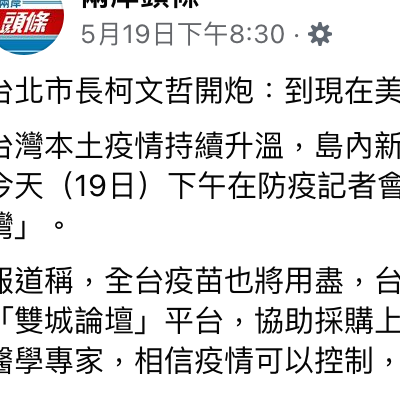 頭條
5月19日下午8:30 ·
台北市長柯文哲開炮：到現在美
台灣本土疫情持續升溫，島內新
今天（19日）下午在防疫記者會
灣」。
報道稱，全台疫苗也將用盡，台
「雙城論壇」平台，協助採購上
醫學專家，相信疫情可以控制，